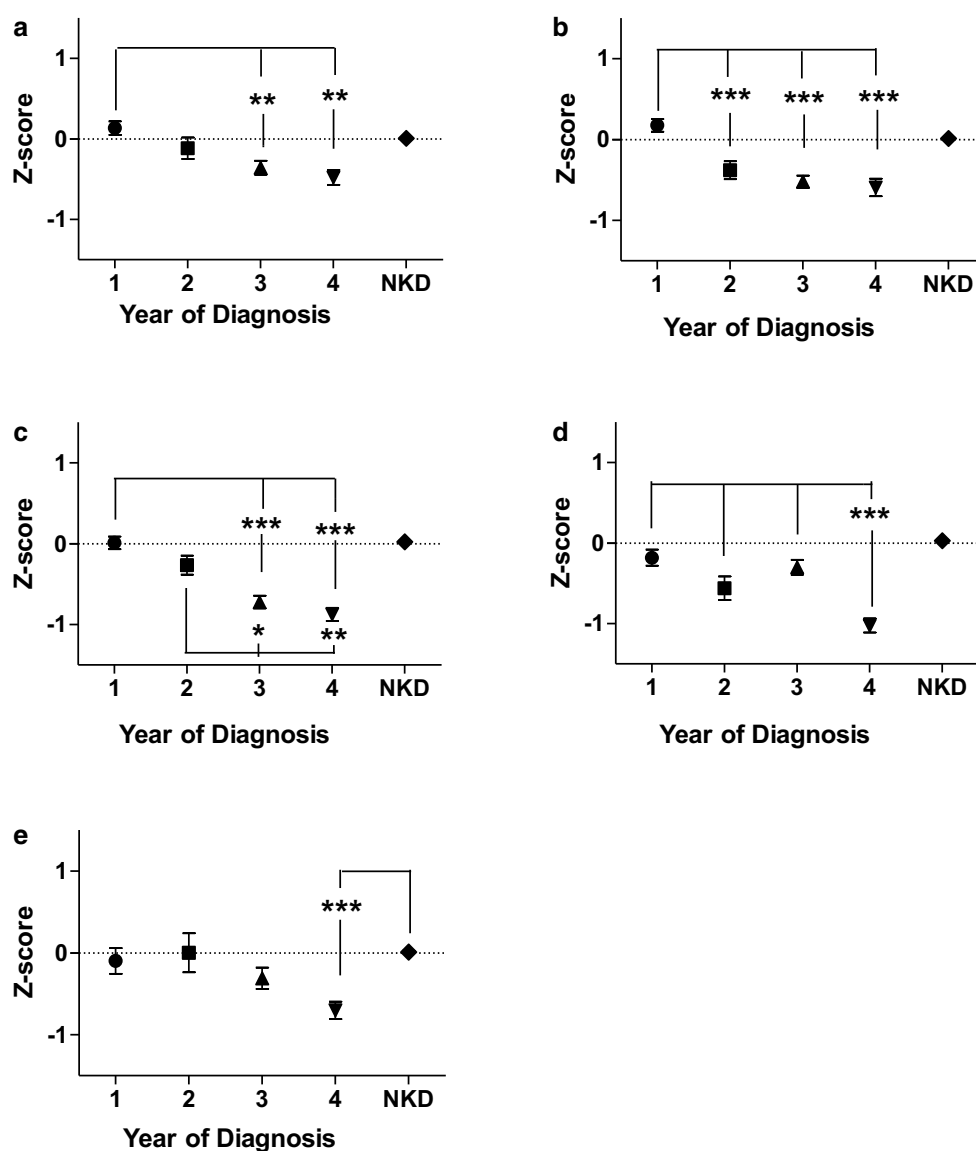 a
1
0
-1
Z-score
** **
1 2 3 4 NKD
Year of Diagnosis
b
1
0
-1
Z-score
*** *** ***
1 2 3 4 NKD
Year of Diagnosis
c
1
0
-1
Z-score
*** ***
* **
1 2 3 4 NKD
Year of Diagnosis
d
1
0
-1
Z-score
***
1 2 3 4 NKD
Year of Diagnosis
e
1
0
-1
Z-score
***
1 2 3 4 NKD
Year of Diagnosis